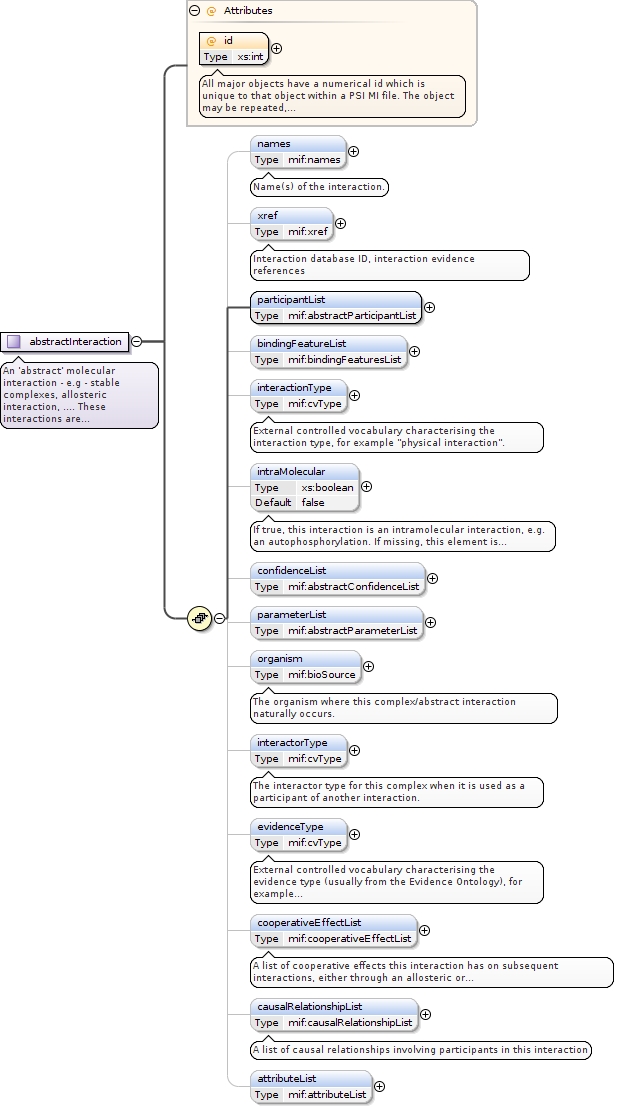 Attributes
id
Type xs:int
All major objects have a numerical id which is
unique to that object within a PSI MI file. The object
may be repeated,...
names
Type mif:names
Name(s) of the interaction.
xref
Type mif:xref
Interaction database ID, interaction evidence
references
participantList
Type mif:abstractParticipantList
bindingFeatureList
Type mif:bindingFeaturesList
abstractInteraction
An 'abstract' molecular
interaction - e.g - stable
complexes, allosteric
interaction, .... These
interactions are...
interactionType
Type mif:cvType
External controlled vocabulary characterising the
interaction type, for example "physical interaction".
intraMolecular
Type xs:boolean
Default false
If true, this interaction is an intramolecular interaction, e.g.
an autophosphorylation. If missing, this element is...
confidenceList
Type mif:abstractConfidenceList
parameterList
Type mif:abstractParameterList
organism
Type mif:bioSource
The organism where this complex/abstract interaction
naturally occurs.
interactorType
Type mif:cvType
The interactor type for this complex when it is used as a
participant of another interaction.
evidenceType
Type mif:cvType
External controlled vocabulary characterising the
evidence type (usually from the Evidence Ontology), for
example...
cooperativeEffectList
Type mif:cooperativeEffectList
A list of cooperative effects this interaction has on subsequent
interactions, either through an allosteric or...
causalRelationshipList
Type mif:causalRelationshipList
A list of causal relationships involving participants in this interaction
attributeList
Type mif:attributeList